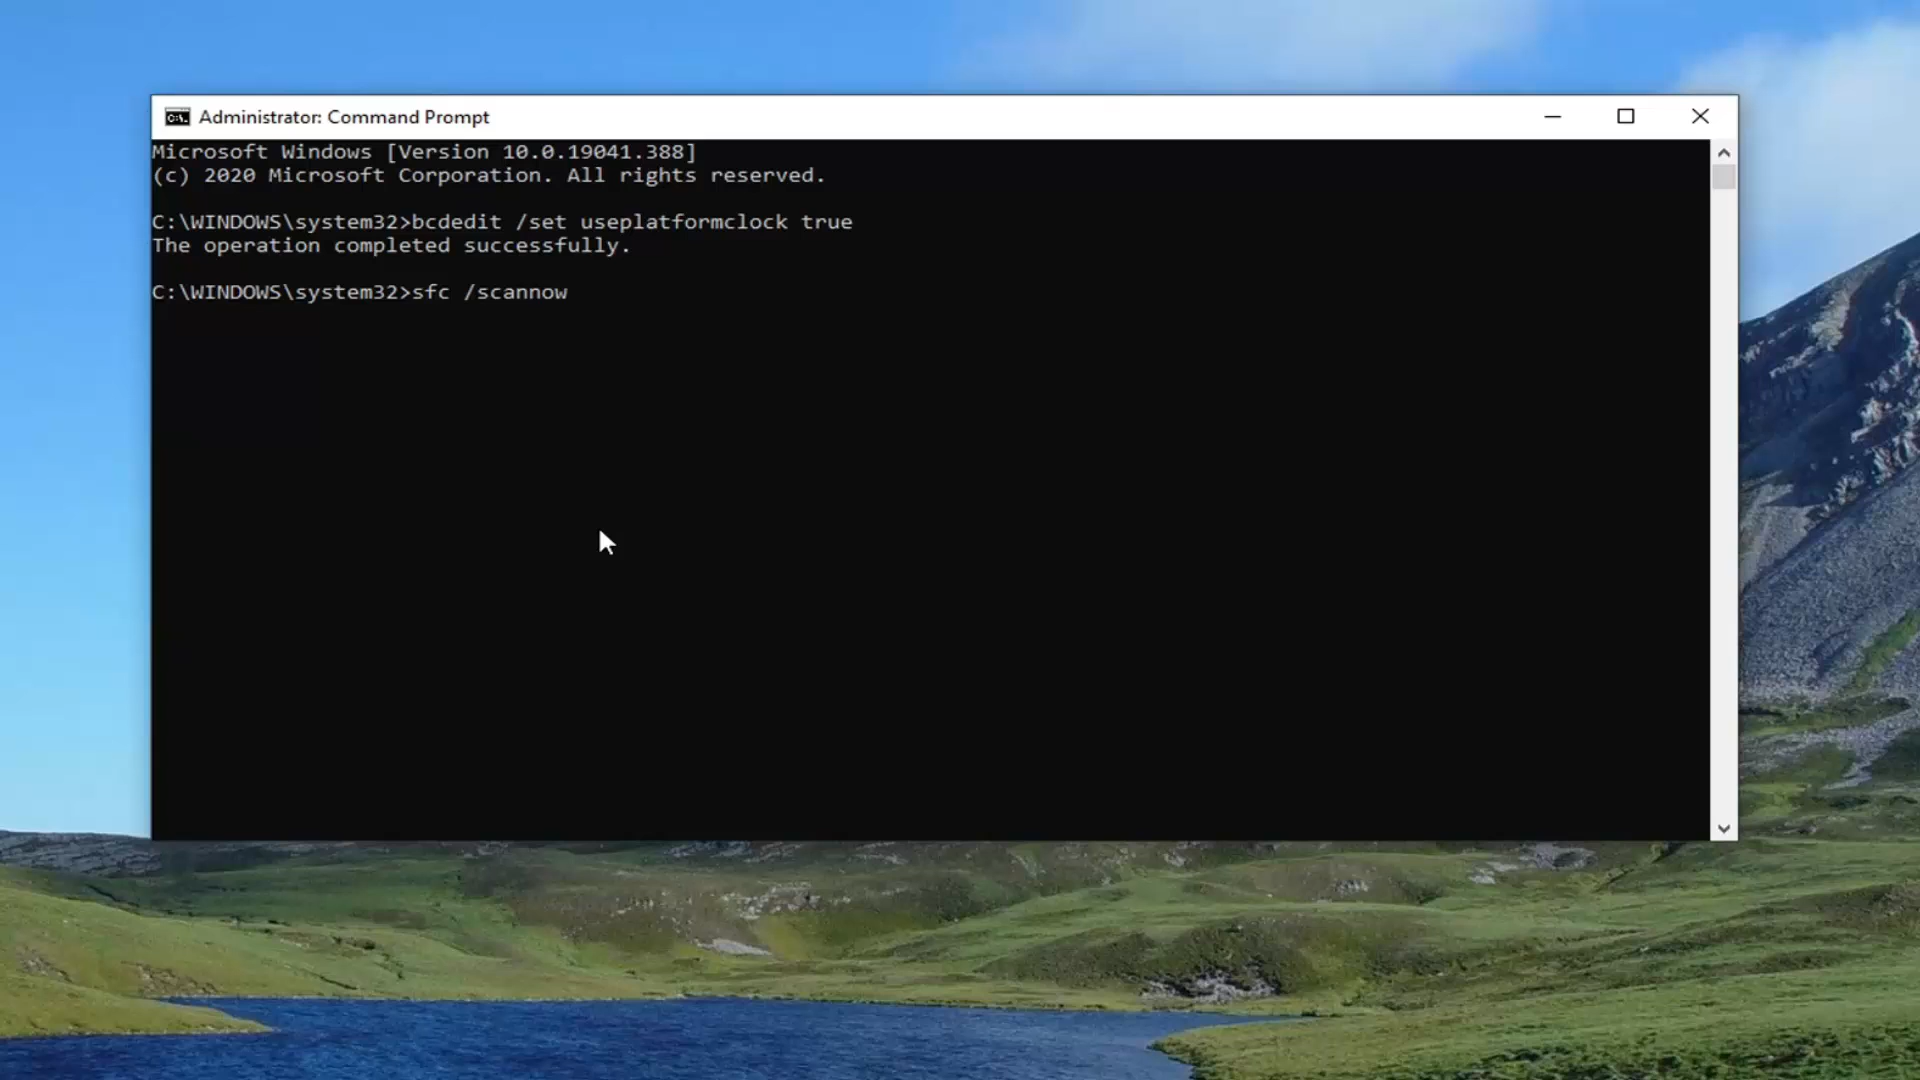 Administrator: Command Prompt
Microsoft Windows [Version 10.0.19041.388]
(c) 2020 Microsoft Corporation. All rights reserved.
C:\WINDOWS\system32>bcdedit /set useplatformclock true
The operation completed successfully.
C:\WINDOWS\system32>sfc /scannow